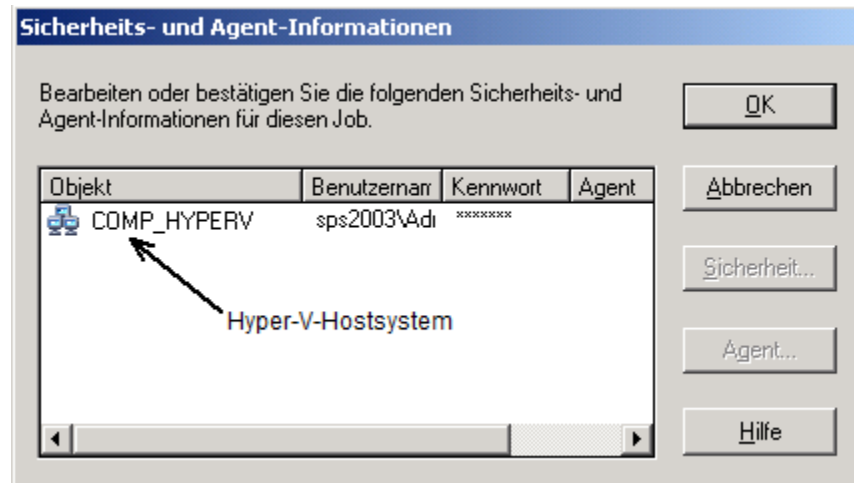 Sicherheits- und Agent-Informationen
Bearbeiten oder bestätigen Sie die folgenden Sicherheits- und
Agent-Informationen für diesen Job.
OK
Abbrechen
Sicherheit...
Agent...
Hilfe
Objekt Benutzernam Kennwort Agent
COMP_HYPERV sps2003\Adı *******
Hyper-V-Hostsystem